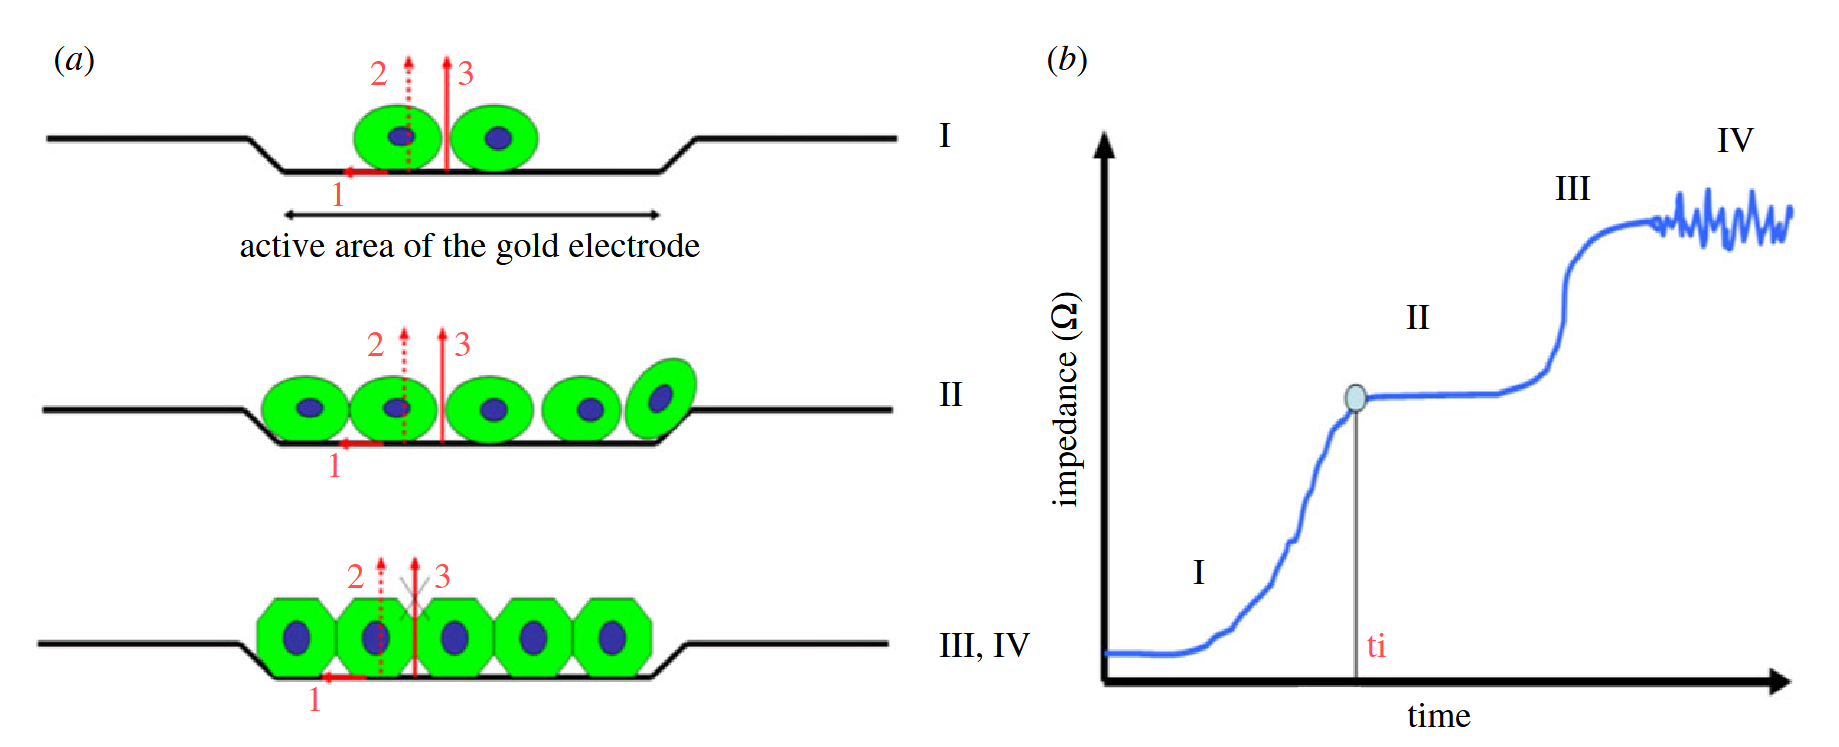 (a)
2 3
I
1
active area of the gold electrode
2 3
II
1
2 3
III, IV
1
(b)
IV
III
II
impedance (Ω)
I
ti
time